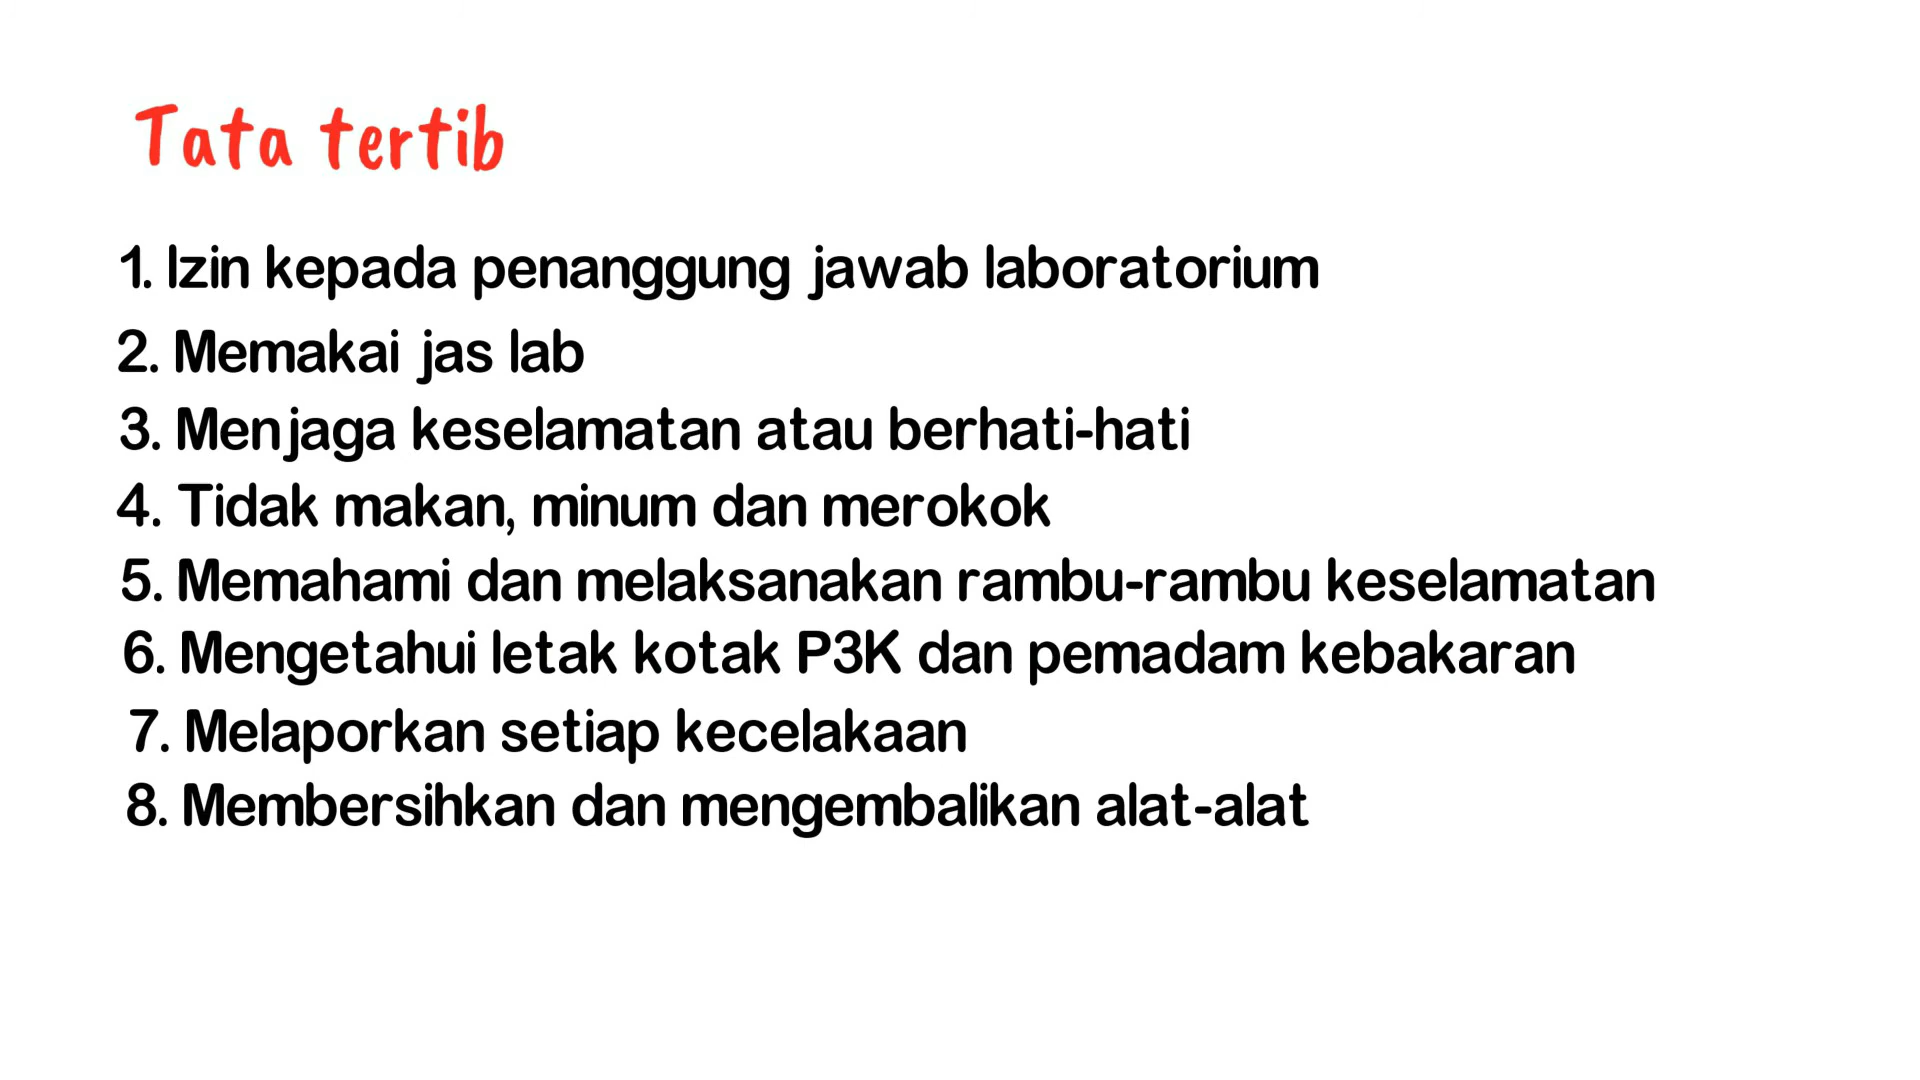 Tata tertib
1. Izin kepada penanggung jawab laboratorium
2. Memakai jas lab
3. Menjaga keselamatan atau berhati-hati
4. Tidak makan, minum dan merokok
5. Memahami dan melaksanakan rambu-rambu keselamatan
6. Mengetahui letak kotak P3K dan pemadam kebakaran
7. Melaporkan setiap kecelakaan
8. Membersihkan dan mengembalikan alat-alat